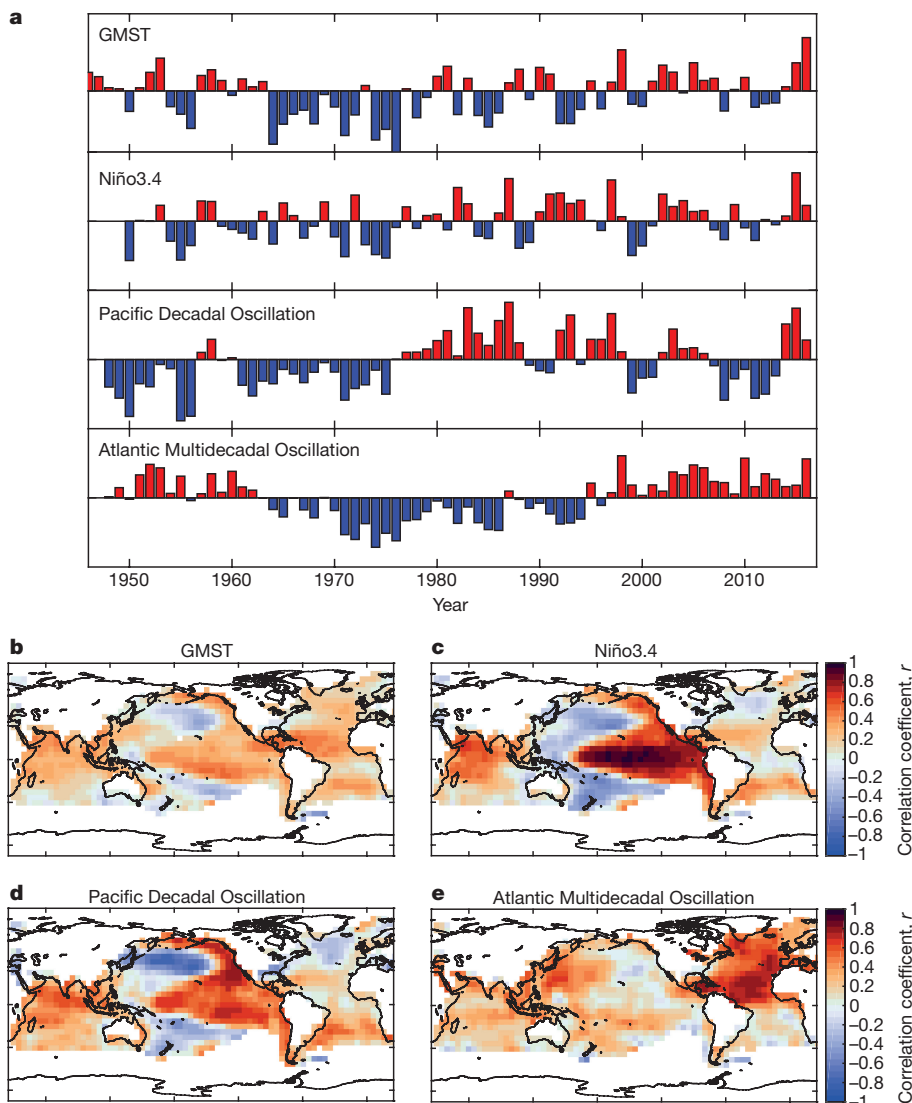 a
GMST
Niño3.4
Pacific Decadal Oscillation
Atlantic Multidecadal Oscillation
1950 1960 1970 1980 1990 2000 2010
Year
b GMST
c Niño3.4
1
0.8
0.6
0.4
0.2
0
−0.2
−0.4
−0.6
−0.8
−1
Correlation coefficent, r
d Pacific Decadal Oscillation
e Atlantic Multidecadal Oscillation
1
0.8
0.6
0.4
0.2
0
−0.2
−0.4
−0.6
−0.8
−1
Correlation coefficent, r